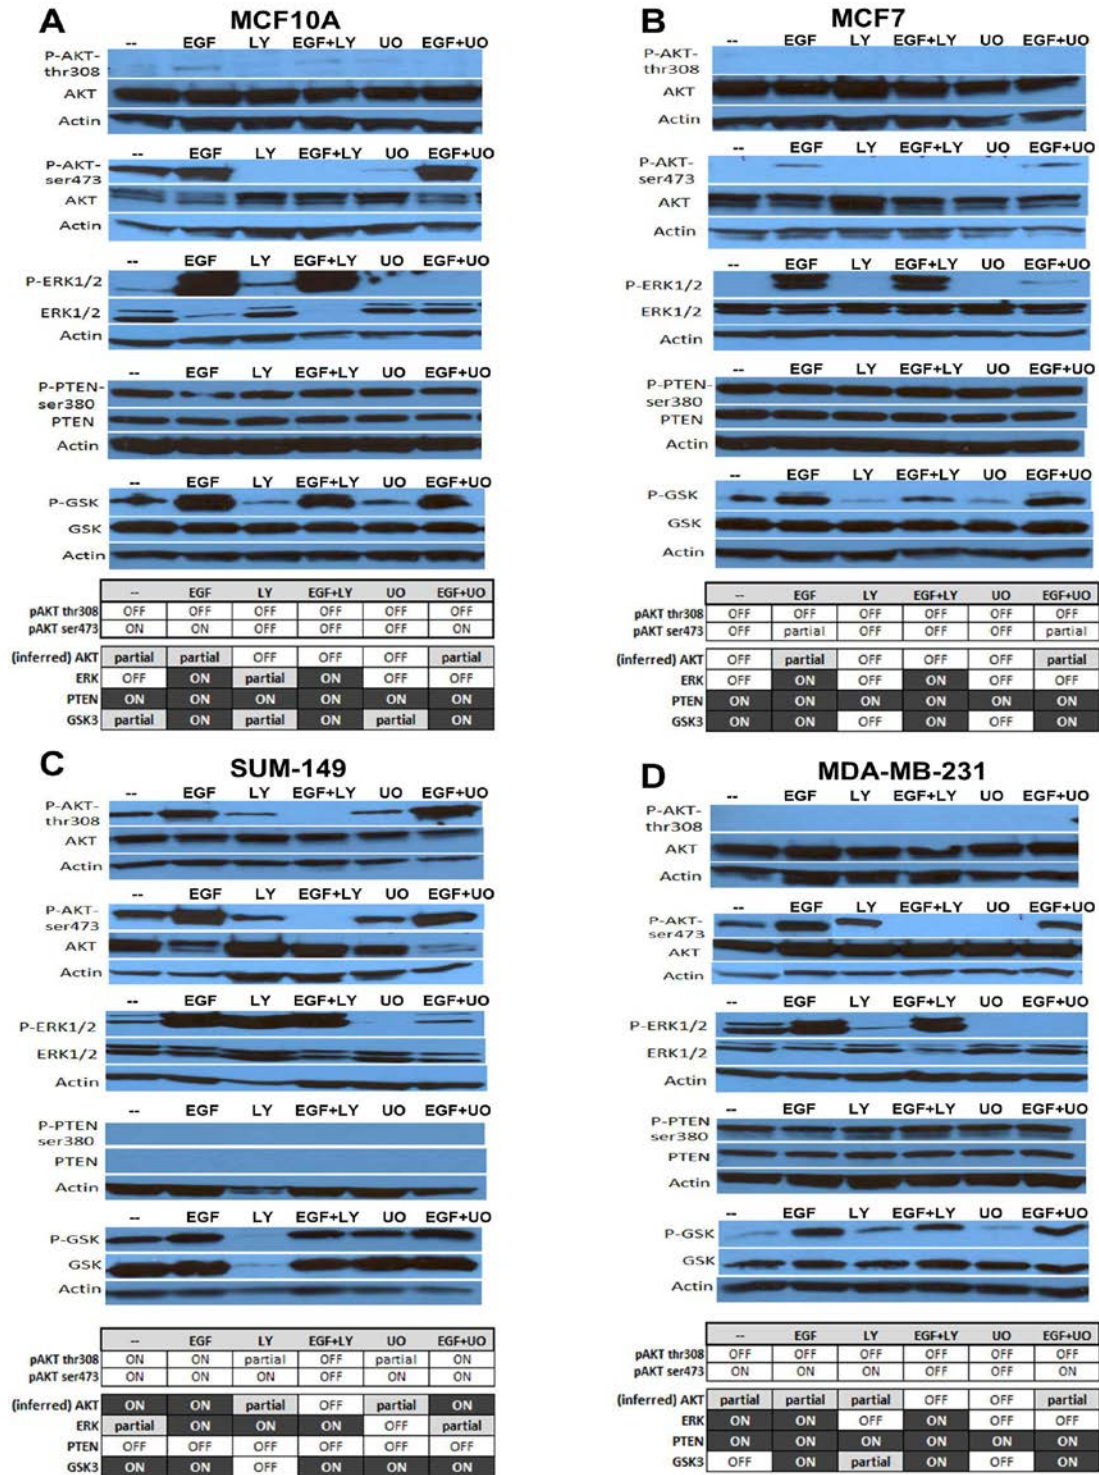 A
MCF10A
-- EGF LY EGF+LY UO EGF+UO
P-AKT-
thr308
AKT
Actin
-- EGF LY EGF+LY UO EGF+UO
P-AKT-
ser473
AKT
Actin
EGF LY EGF+LY UO EGF+UO
P-ERK1/2
ERK1/2
Actin
-- EGF LY EGF+LY UO EGF+UO
P-PTEN-
ser380
PTEN
Actin
-- EGF LY EGF+LY UO EGF+UO
P-GSK
GSK
Actin
-- EGF LY EGF+LY UO EGF+UO
pAKT thr308 OFF OFF OFF OFF OFF OFF
pAKT ser473 ON ON OFF OFF OFF ON
(inferred) AKT partial partial OFF OFF OFF partial
ERK OFF ON partial ON OFF OFF
PTEN ON ON ON ON ON ON
GSK3 partial ON partial ON partial ON
B
MCF7
-- EGF LY EGF+LY UO EGF+UO
P-AKT-
thr308
AKT
Actin
-- EGF LY EGF+LY UO EGF+UO
P-AKT-
ser473
AKT
Actin
-- EGF LY EGF+LY UO EGF+UO
P-ERK1/2
ERK1/2
Actin
-- EGF LY EGF+LY UO EGF+UO
P-PTEN-
ser380
PTEN
Actin
-- EGF LY EGF+LY UO EGF+UO
P-GSK
GSK
Actin
-- EGF LY EGF+LY UO EGF+UO
pAKT thr308 OFF OFF OFF OFF OFF OFF
pAKT ser473 OFF partial OFF OFF OFF partial
(inferred) AKT OFF partial OFF OFF OFF partial
ERK OFF ON OFF ON OFF OFF
PTEN ON ON ON ON ON ON
GSK3 ON ON OFF ON OFF ON
C
SUM-149
-- EGF LY EGF+LY UO EGF+UO
P-AKT-
thr308
AKT
Actin
-- EGF LY EGF+LY UO EGF+UO
P-AKT-
ser473
AKT
Actin
-- EGF LY EGF+LY UO EGF+UO
P-ERK1/2
ERK1/2
Actin
-- EGF LY EGF+LY UO EGF+UO
P-PTEN
ser380
PTEN
Actin
-- EGF LY EGF+LY UO EGF+UO
P-GSK
GSK
Actin
-- EGF LY EGF+LY UO EGF+UO
pAKT thr308 ON ON partial OFF partial ON
pAKT ser473 ON ON ON OFF ON ON
(inferred) AKT ON ON partial OFF partial ON
ERK partial ON ON ON OFF partial
PTEN OFF OFF OFF OFF OFF OFF
GSK3 ON ON OFF ON ON ON
D
MDA-MB-231
-- EGF LY EGF+LY UO EGF+UO
P-AKT-
thr308
AKT
Actin
-- EGF LY EGF+LY UO EGF+UO
P-AKT-
ser473
AKT
Actin
-- EGF LY EGF+LY UO EGF+UO
P-ERK1/2
ERK1/2
Actin
-- EGF LY EGF+LY UO EGF+UO
P-PTEN
ser380
PTEN
Actin
-- EGF LY EGF+LY UO EGF+UO
P-GSK
GSK
Actin
-- EGF LY EGF+LY UO EGF+UO
pAKT thr308 OFF OFF OFF OFF OFF OFF
pAKT ser473 ON ON ON OFF OFF ON
(inferred) AKT partial partial partial OFF OFF partial
ERK ON ON OFF ON OFF OFF
PTEN ON ON ON ON ON ON
GSK3 OFF ON partial ON OFF ON